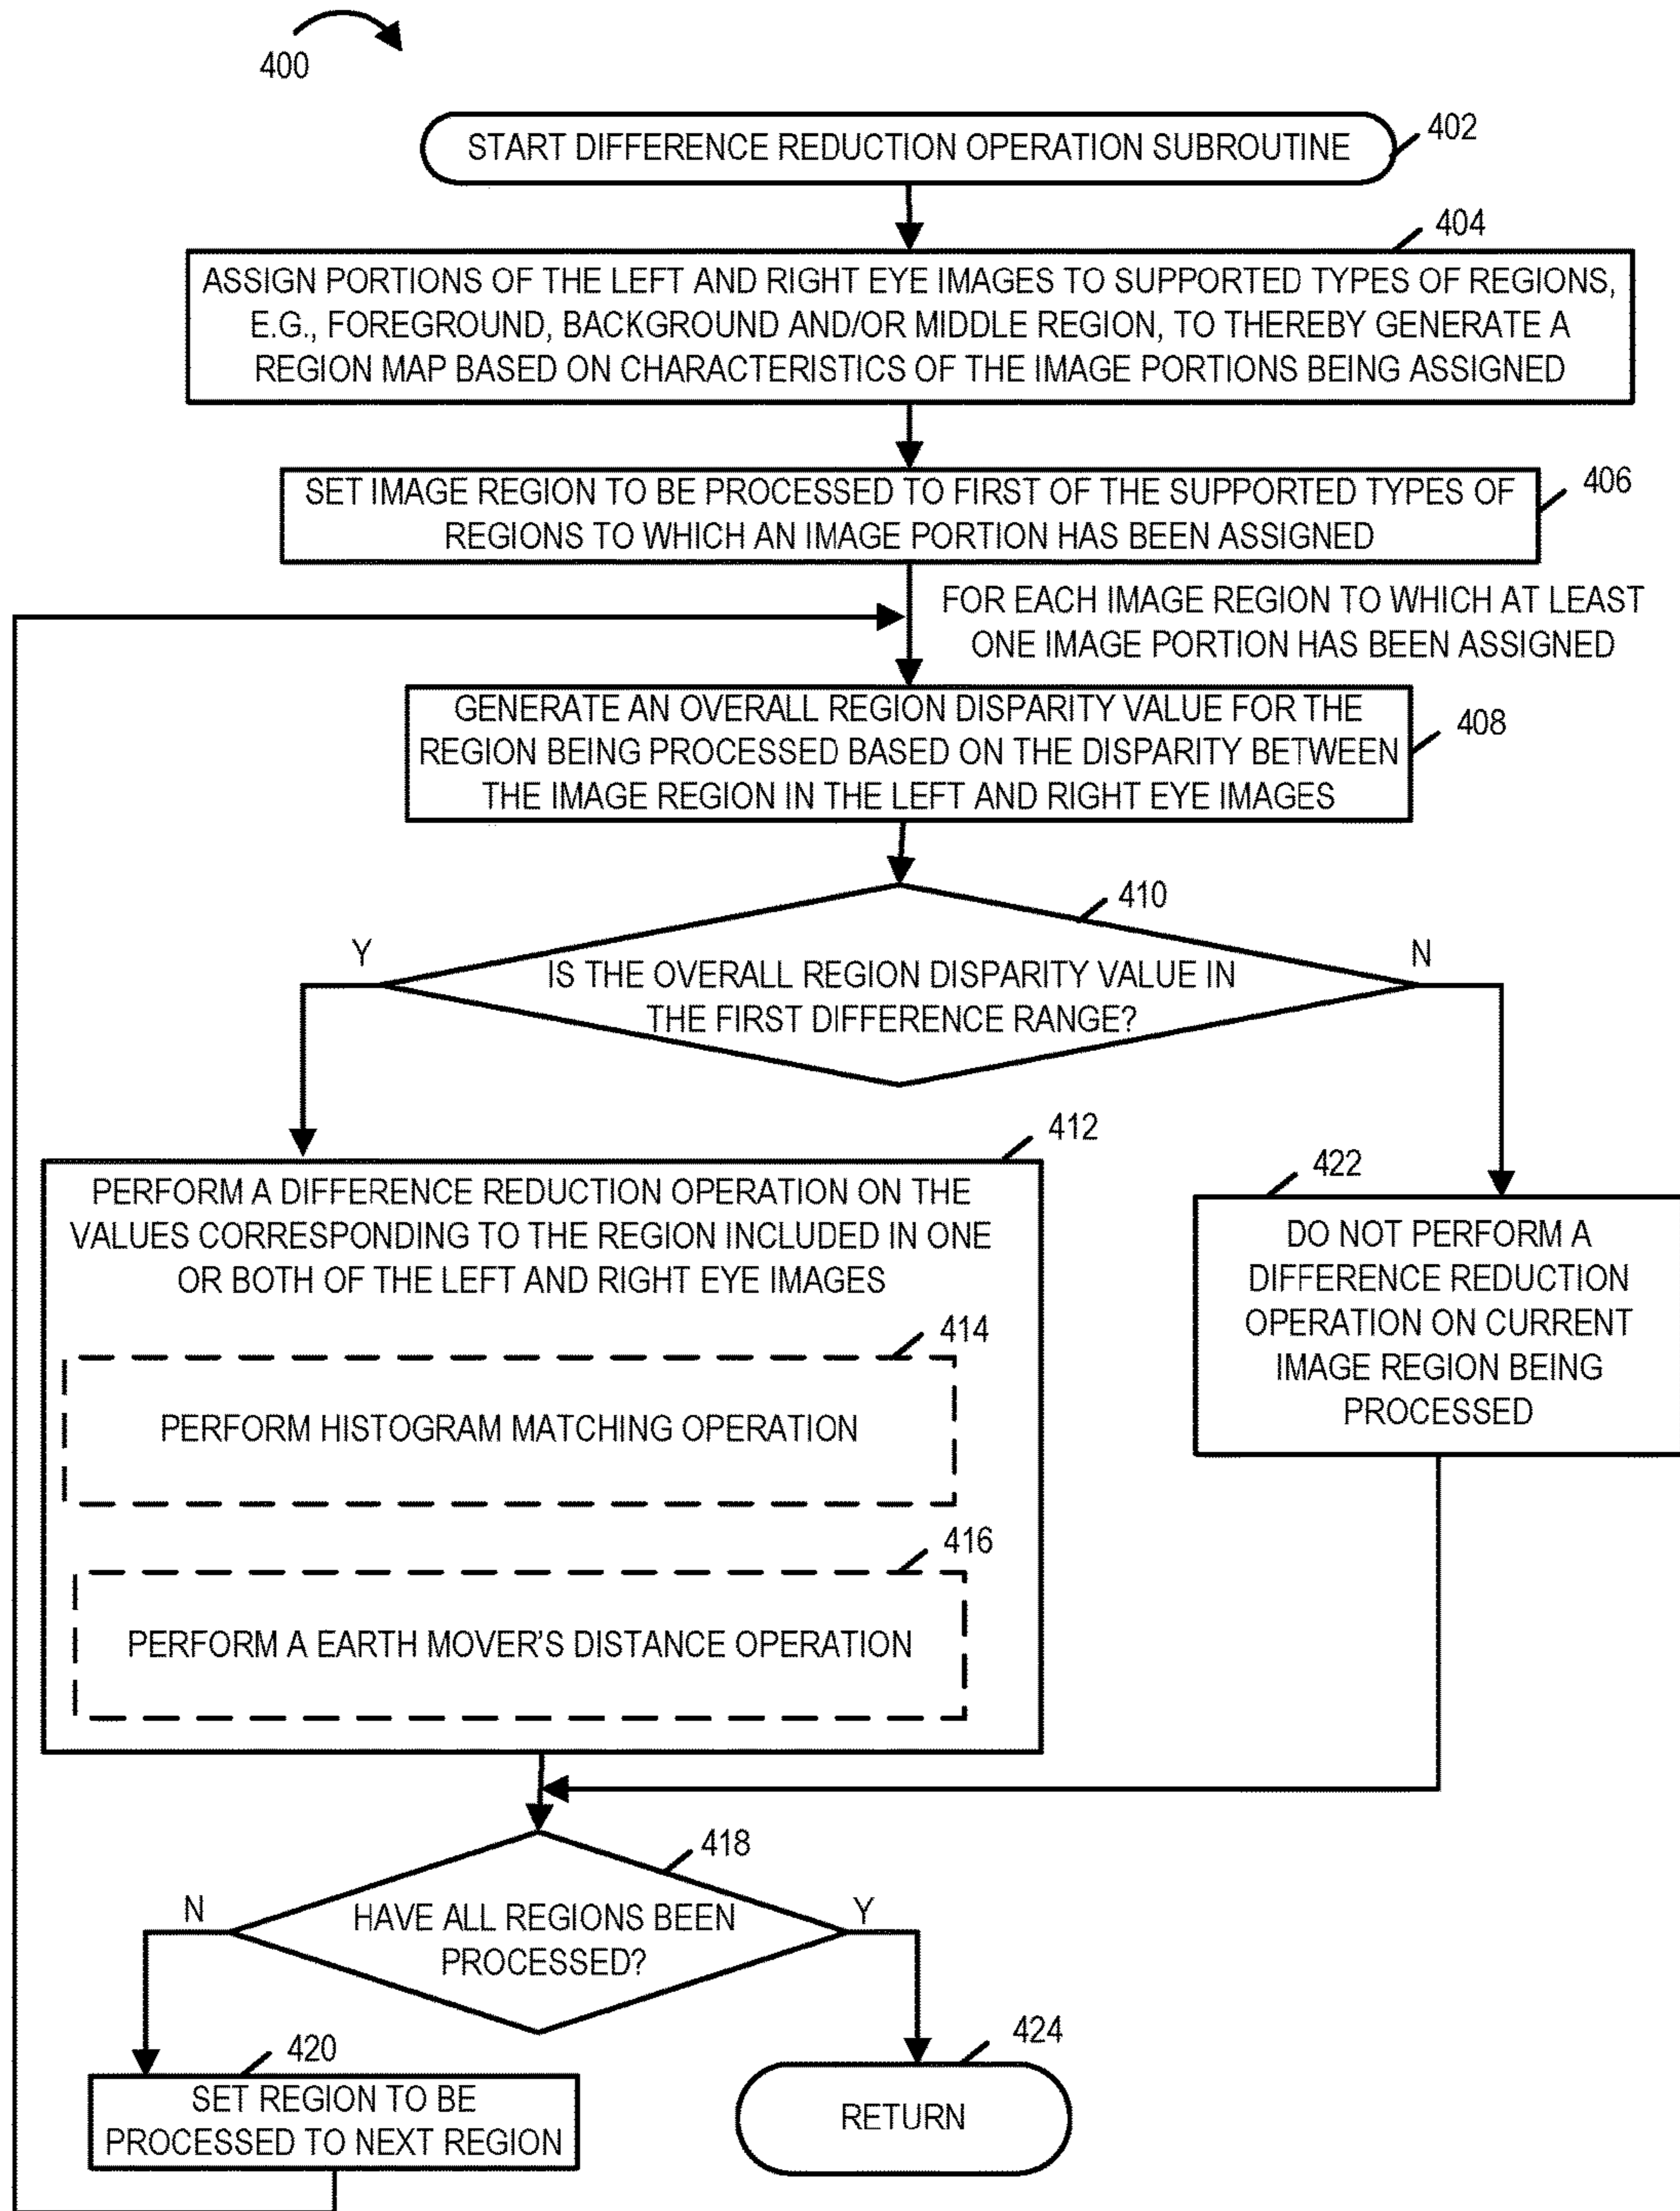 400
START DIFFERENCE REDUCTION OPERATION SUBROUTINE
402
404
ASSIGN PORTIONS OF THE LEFT AND RIGHT EYE IMAGES TO SUPPORTED TYPES OF REGIONS,
E.G., FOREGROUND, BACKGROUND AND/OR MIDDLE REGION, TO THEREBY GENERATE A
REGION MAP BASED ON CHARACTERISTICS OF THE IMAGE PORTIONS BEING ASSIGNED
SET IMAGE REGION TO BE PROCESSED TO FIRST OF THE SUPPORTED TYPES OF
REGIONS TO WHICH AN IMAGE PORTION HAS BEEN ASSIGNED
406
FOR EACH IMAGE REGION TO WHICH AT LEAST
ONE IMAGE PORTION HAS BEEN ASSIGNED
GENERATE AN OVERALL REGION DISPARITY VALUE FOR THE
REGION BEING PROCESSED BASED ON THE DISPARITY BETWEEN
THE IMAGE REGION IN THE LEFT AND RIGHT EYE IMAGES
408
410
Y
N
IS THE OVERALL REGION DISPARITY VALUE IN
THE FIRST DIFFERENCE RANGE?
412
PERFORM A DIFFERENCE REDUCTION OPERATION ON THE
VALUES CORRESPONDING TO THE REGION INCLUDED IN ONE
OR BOTH OF THE LEFT AND RIGHT EYE IMAGES
414
PERFORM HISTOGRAM MATCHING OPERATION
416
PERFORM A EARTH MOVER'S DISTANCE OPERATION
422
DO NOT PERFORM A
DIFFERENCE REDUCTION
OPERATION ON CURRENT
IMAGE REGION BEING
PROCESSED
418
N
Y
HAVE ALL REGIONS BEEN
PROCESSED?
420
SET REGION TO BE
PROCESSED TO NEXT REGION
424
RETURN